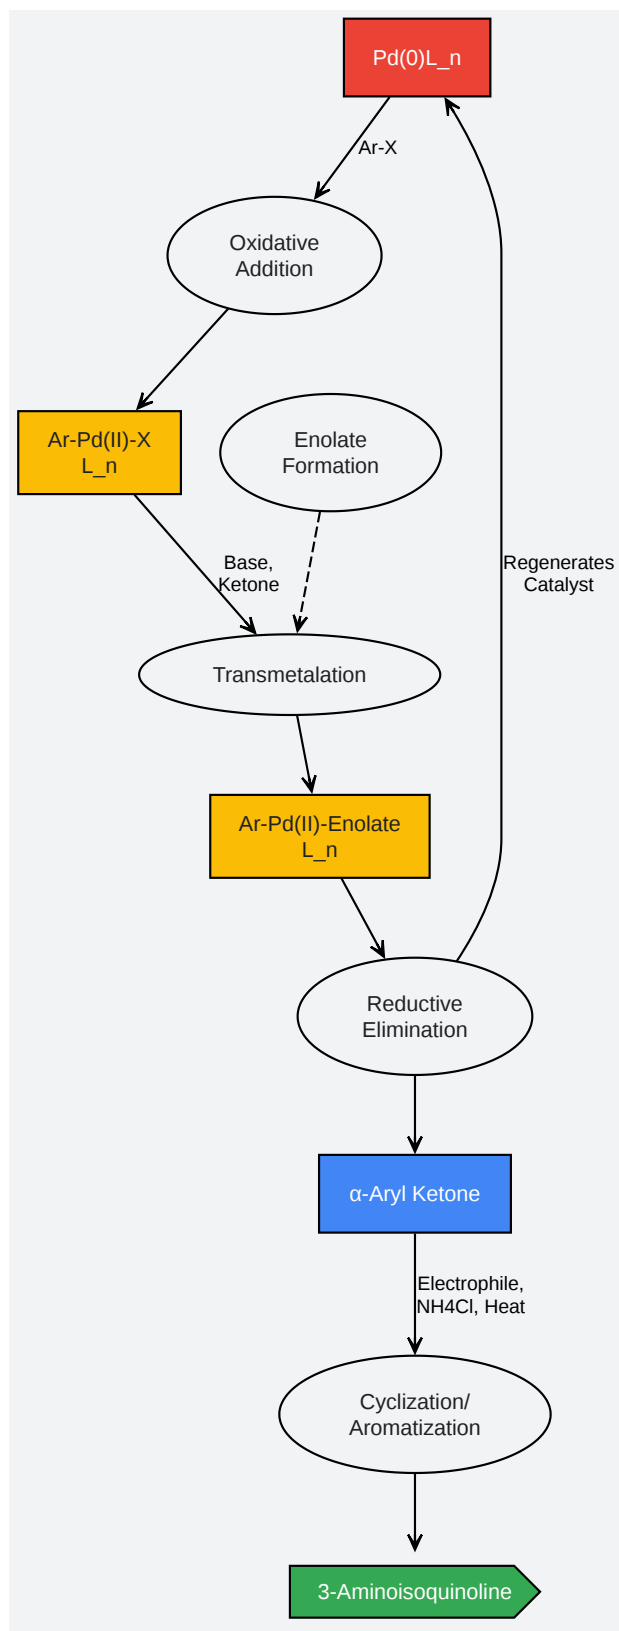 Pd(0)L_n
Ar-X
Oxidative
Addition
Ar-Pd(II)-X
L_n
Enolate
Formation
Base,
Ketone
Regenerates
Catalyst
Transmetalation
Ar-Pd(II)-Enolate
L_n
Reductive
Elimination
α-Aryl Ketone
Electrophile,
NH4Cl, Heat
Cyclization/
Aromatization
3-Aminoisoquinoline